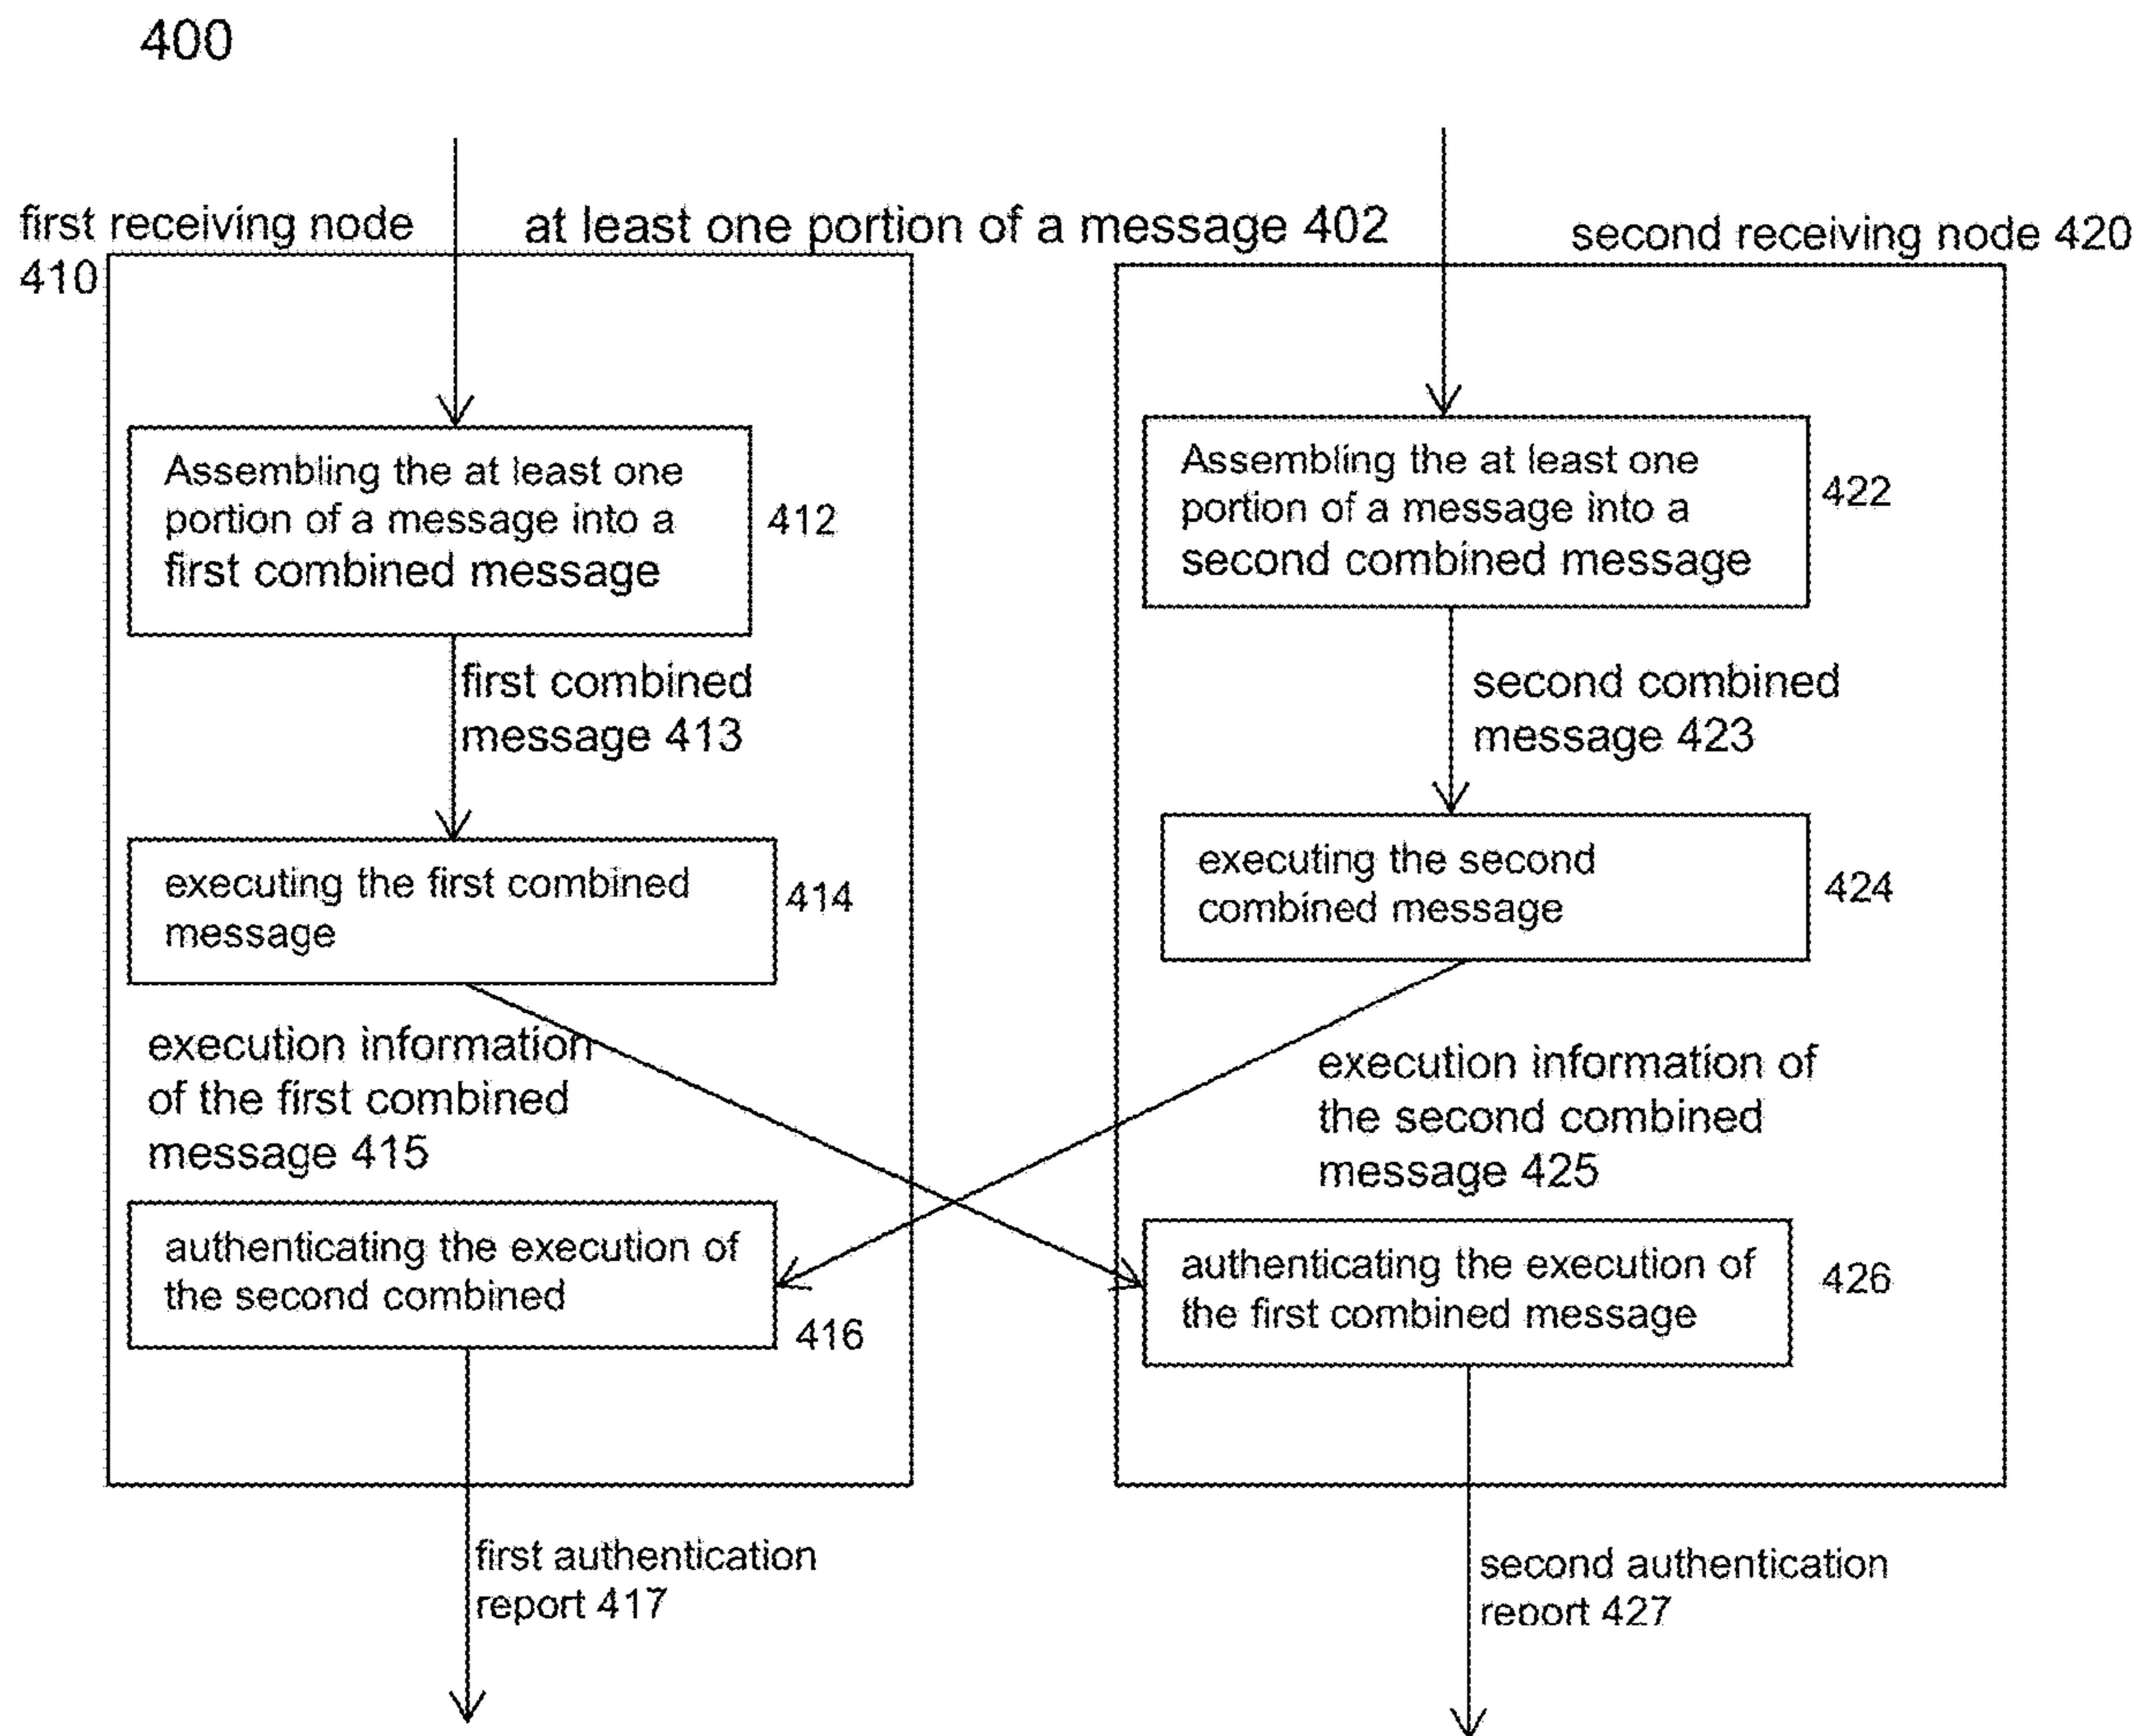 400
first receiving node
410
at least one portion of a message 402
second receiving node 420
Assembling the at least one
portion of a message into a
first combined message
412
first combined
message 413
executing the first combined
message
414
execution information
of the first combined
message 415
authenticating the execution of
the second combined
416
first authentication
report 417
Assembling the at least one
portion of a message into a
second combined message
422
second combined
message 423
executing the second
combined message
424
execution information of
the second combined
message 425
authenticating the execution of
the first combined message
426
second authentication
report 427